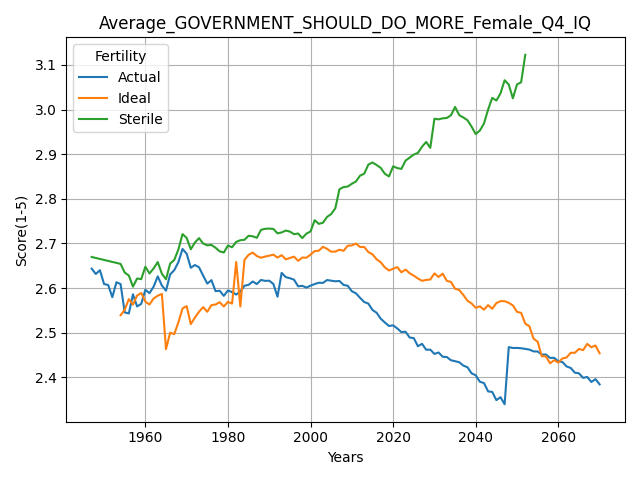 Average_GOVERNMENT_SHOULD_DO_MORE_Female_Q4_IQ
Fertility
Actual
Ideal
Sterile
Score(1-5)
3.1
3.0
2.9
2.8
2.7
2.6
2.5
2.4
1960 1980 2000 2020 2040 2060
Years